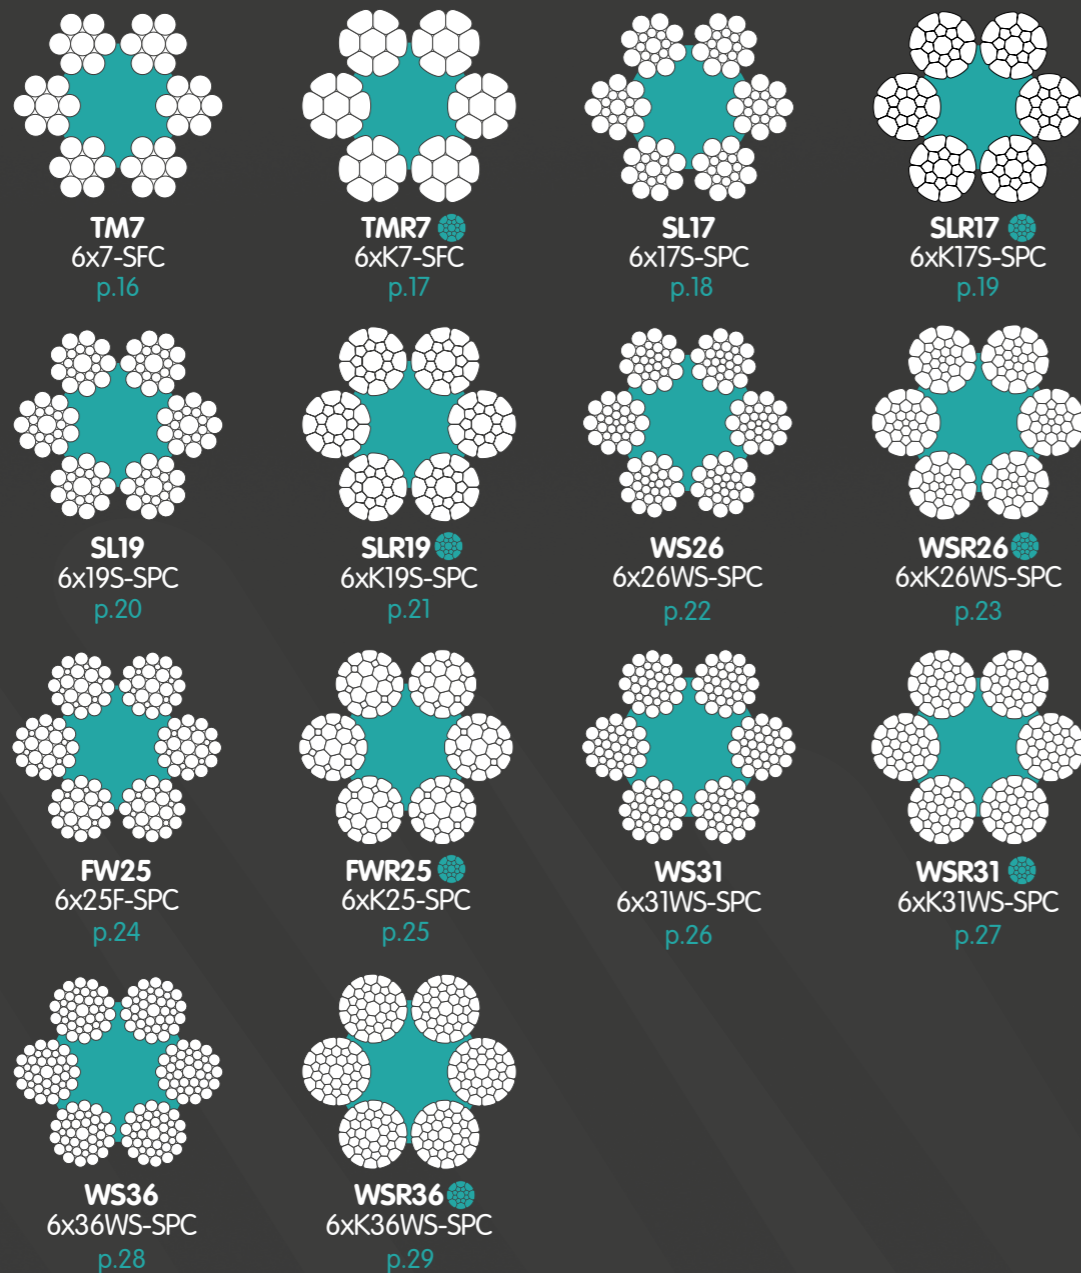 TM7
6x7-SFC
p.16
TMR7
6xK7-SFC
p.17
SL17
6x17S-SPC
p.18
SLR17
6xK17S-SPC
p.19
SL19
6x19S-SPC
p.20
SLR19
6xK19S-SPC
p.21
WS26
6x26WS-SPC
p.22
WSR26
6xK26WS-SPC
p.23
FW25
6x25F-SPC
p.24
FWR25
6xK25-SPC
p.25
WS31
6x31WS-SPC
p.26
WSR31
6xK31WS-SPC
p.27
WS36
6x36WS-SPC
p.28
WSR36
6xK36WS-SPC
p.29